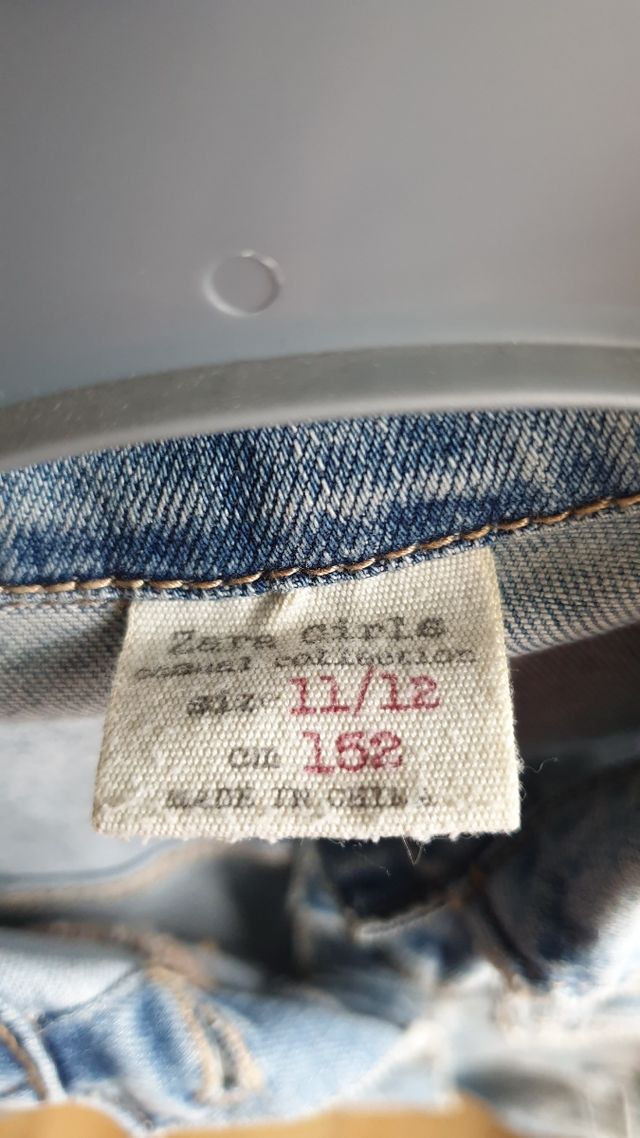 Zara Girls
casual collection
size 11/12
cm 152
MADE IN CHINA